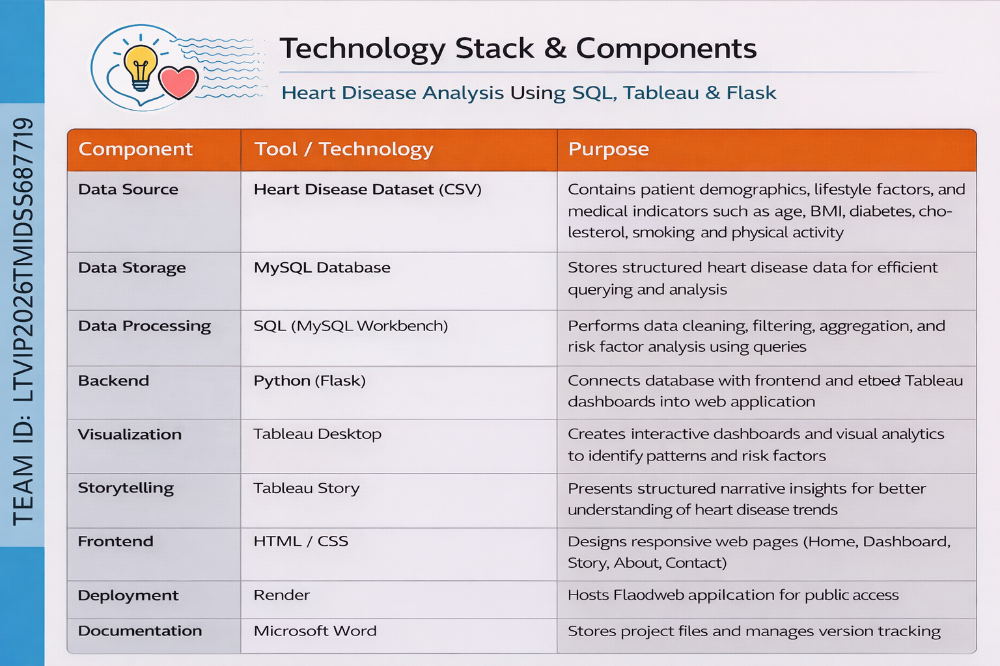 Technology Stack & Components
Heart Disease Analysis Using SQL, Tableau & Flask
TEAM ID: LTVIP2026TMIDS5687719
Component Tool / Technology Purpose
Data Source Heart Disease Dataset (CSV) Contains patient demographics, lifestyle factors, and
medical indicators such as age, BMI, diabetes, cho-
lesterol, smoking and physical activity
Data Storage MySQL Database Stores structured heart disease data for efficient
querying and analysis
Data Processing SQL (MySQL Workbench) Performs data cleaning, filtering, aggregation, and
risk factor analysis using queries
Backend Python (Flask) Connects database with frontend and Tableau
dashboards into web application
Visualization Tableau Desktop Creates interactive dashboards and visual analytics
to identify patterns and risk factors
Storytelling Tableau Story Presents structured narrative insights for better
understanding of heart disease trends
Frontend HTML / CSS Designs responsive web pages (Home, Dashboard,
Story, About, Contact)
Deployment Render Hosts Flaodweb appilcation for public access
Documentation Microsoft Word Stores project files and manages version tracking